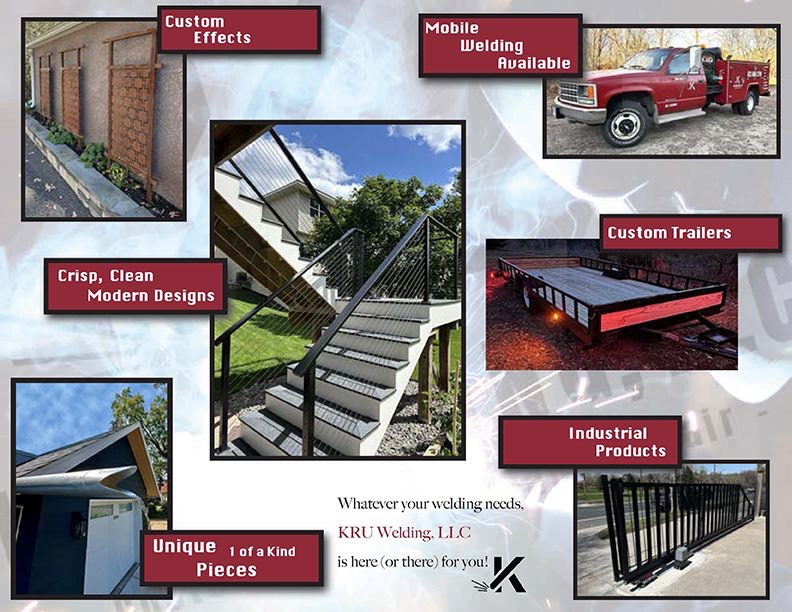 Custom
Effects
Mobile
Welding
Available
Custom Trailers
Crisp, Clean
Modern Designs
Industrial
Products
Unique 1 of a Kind
Pieces
Whatever your welding needs,
KRU Welding, LLC
is here (or there) for you!
K